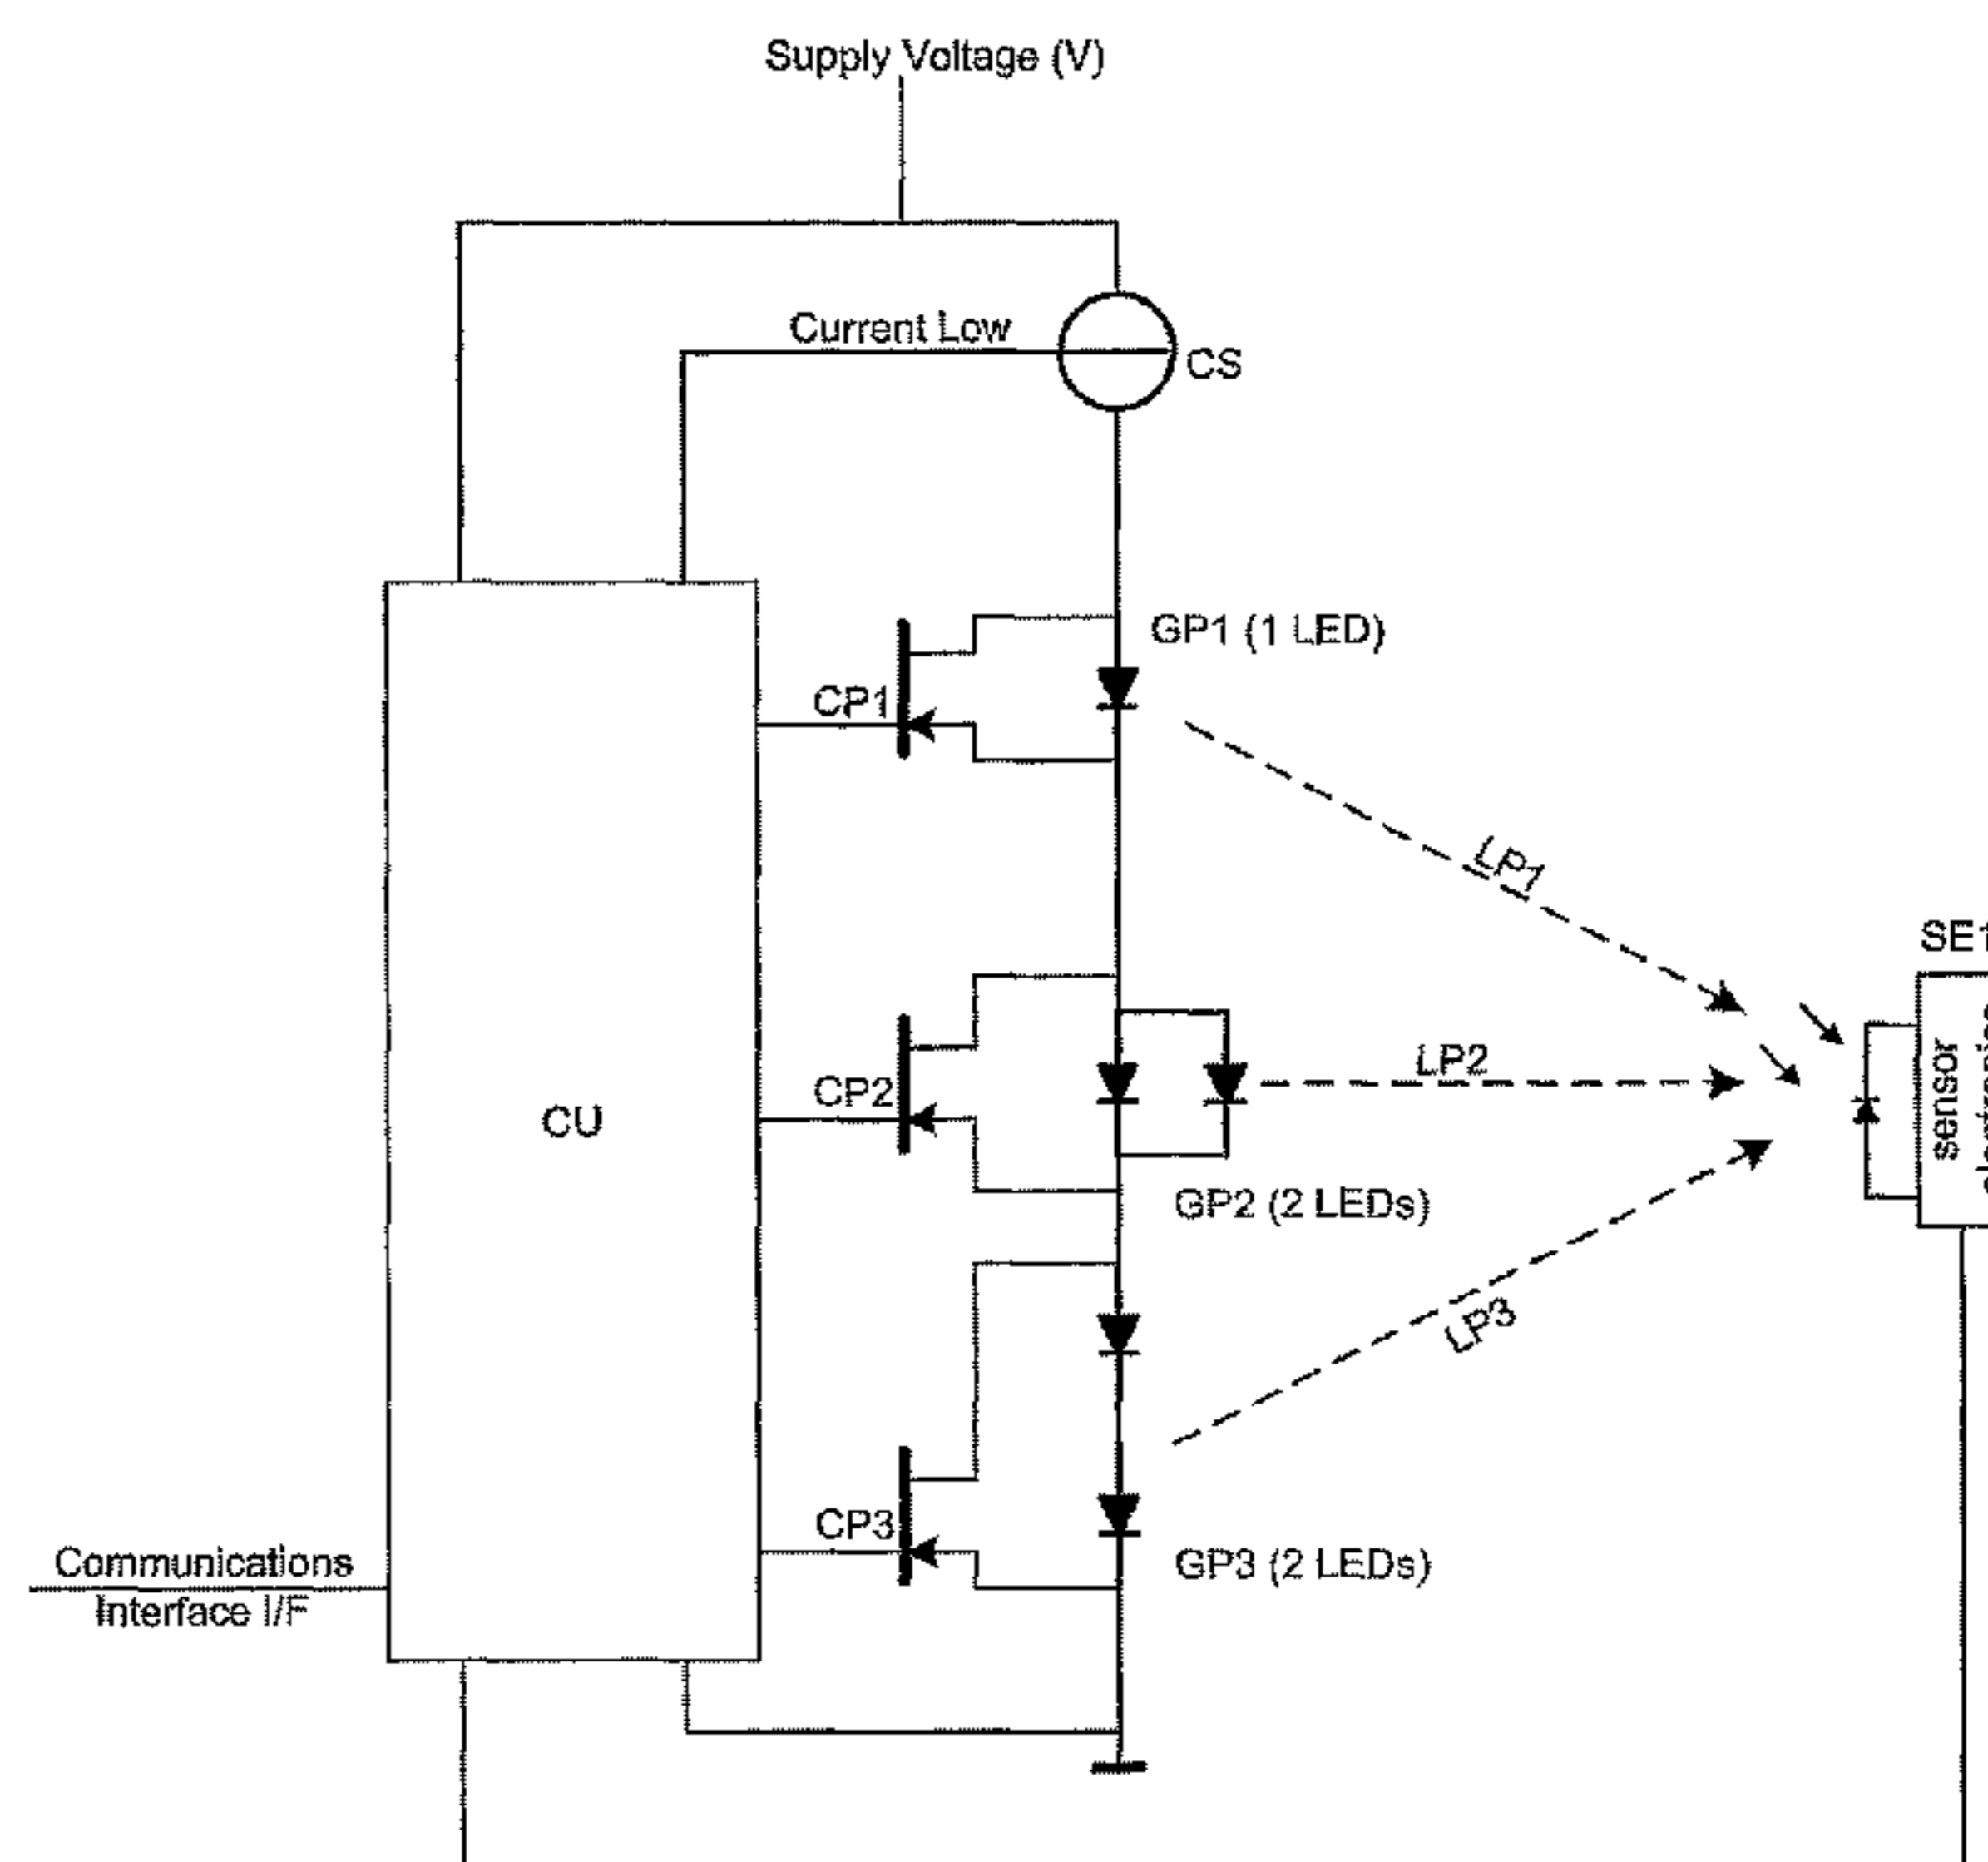 Supply Voltage (V)
Current Low
CS
GP1 (1 LED)
CP1
LP1
SE1
LP2
CP2
sensor
CU
GP2 (2 LEDs)
LP3
CP3
GP3 (2 LEDs)
Communications
Interface I/F